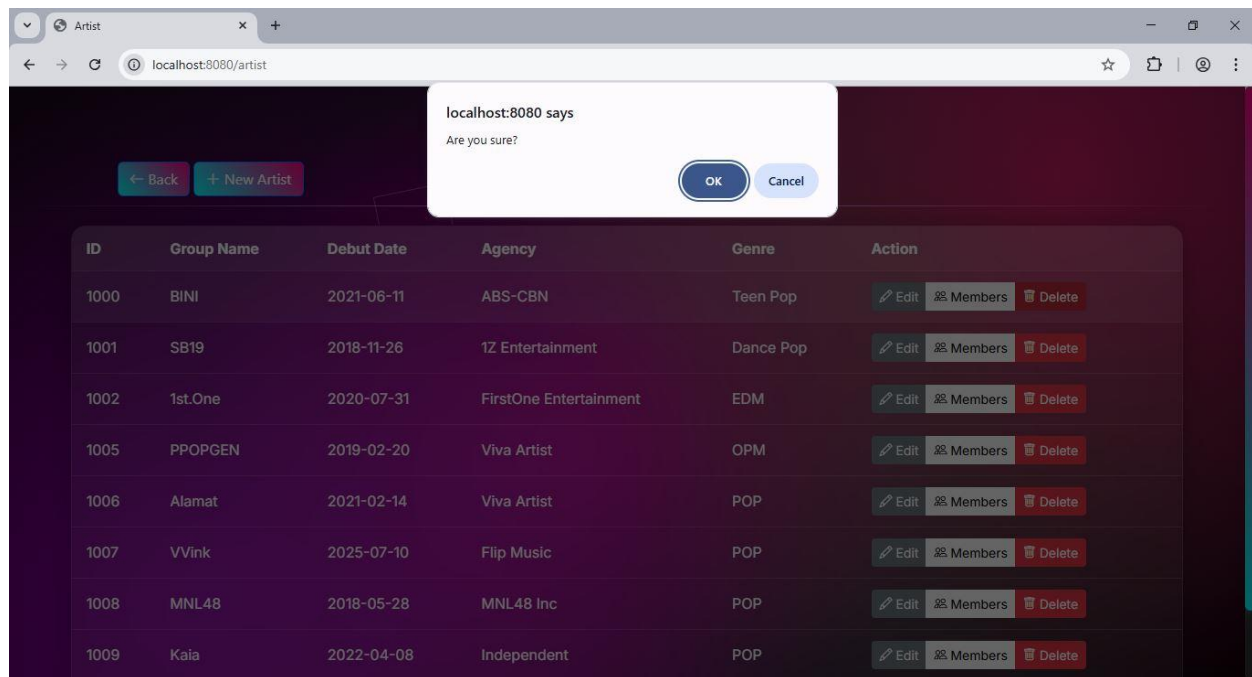 Artist
localhost:8080/artist
localhost:8080 says
Are you sure?
OK Cancel
← Back + New Artist
ID Group Name Debut Date Agency Genre Action
1000 BINI 2021-06-11 ABS-CBN Teen Pop Edit Members Delete
1001 SB19 2018-11-26 1Z Entertainment Dance Pop Edit Members Delete
1002 1st.One 2020-07-31 FirstOne Entertainment EDM Edit Members Delete
1005 PPOPGEN 2019-02-20 Viva Artist OPM Edit Members Delete
1006 Alamat 2021-02-14 Viva Artist POP Edit Members Delete
1007 VVink 2025-07-10 Flip Music POP Edit Members Delete
1008 MNL48 2018-05-28 MNL48 Inc POP Edit Members Delete
1009 Kaia 2022-04-08 Independent POP Edit Members Delete